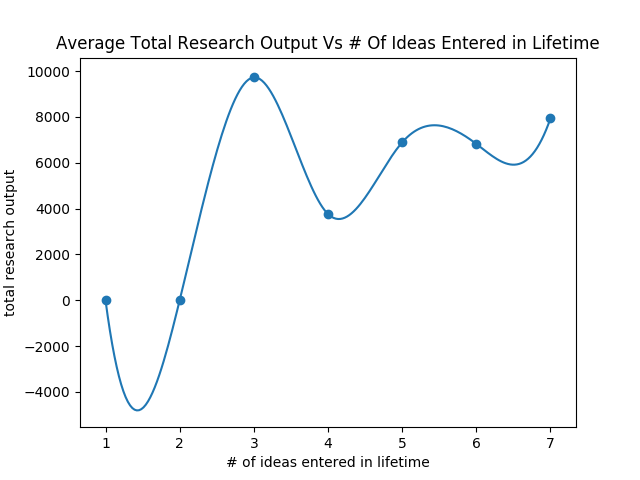 Average Total Research Output Vs # Of Ideas Entered in Lifetime
total research output
10000
8000
6000
4000
2000
0
−2000
−4000
1 2 3 4 5 6 7
# of ideas entered in lifetime